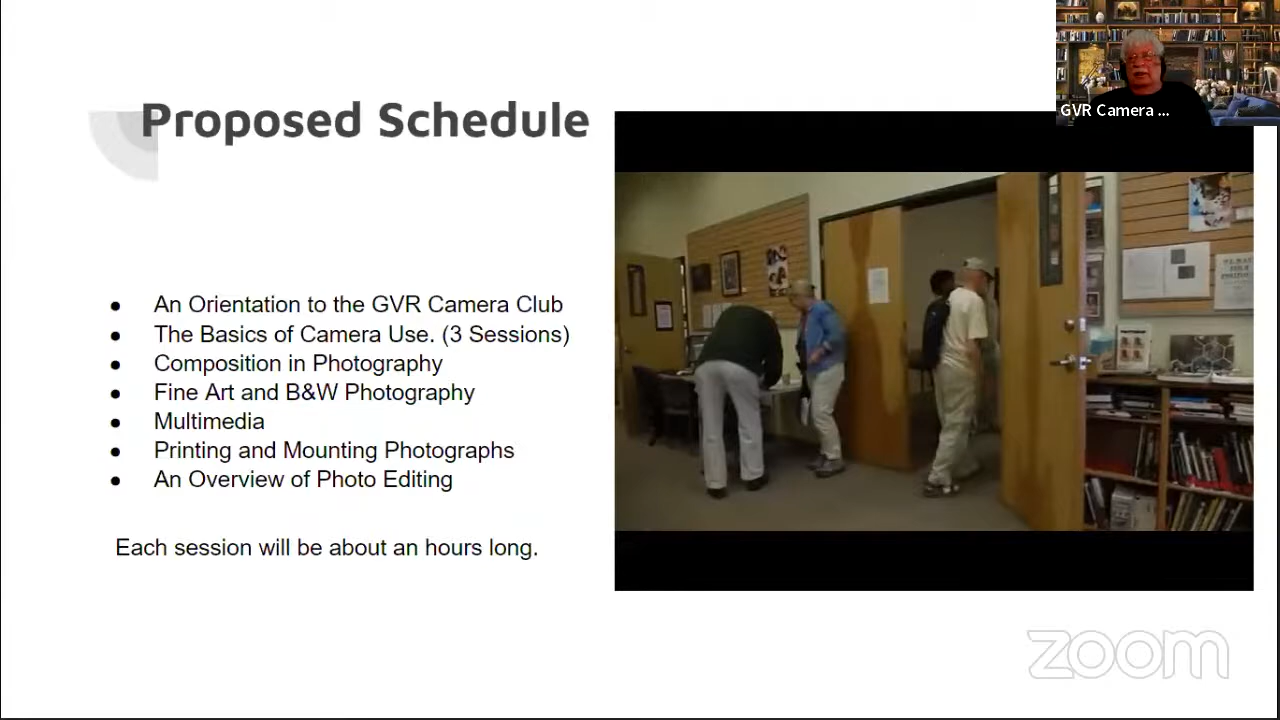 Proposed Schedule
GVR Camera ...
An Orientation to the GVR Camera Club
The Basics of Camera Use. (3 Sessions)
Composition in Photography
Fine Art and B&W Photography
Multimedia
Printing and Mounting Photographs
An Overview of Photo Editing
Each session will be about an hours long.
zoom